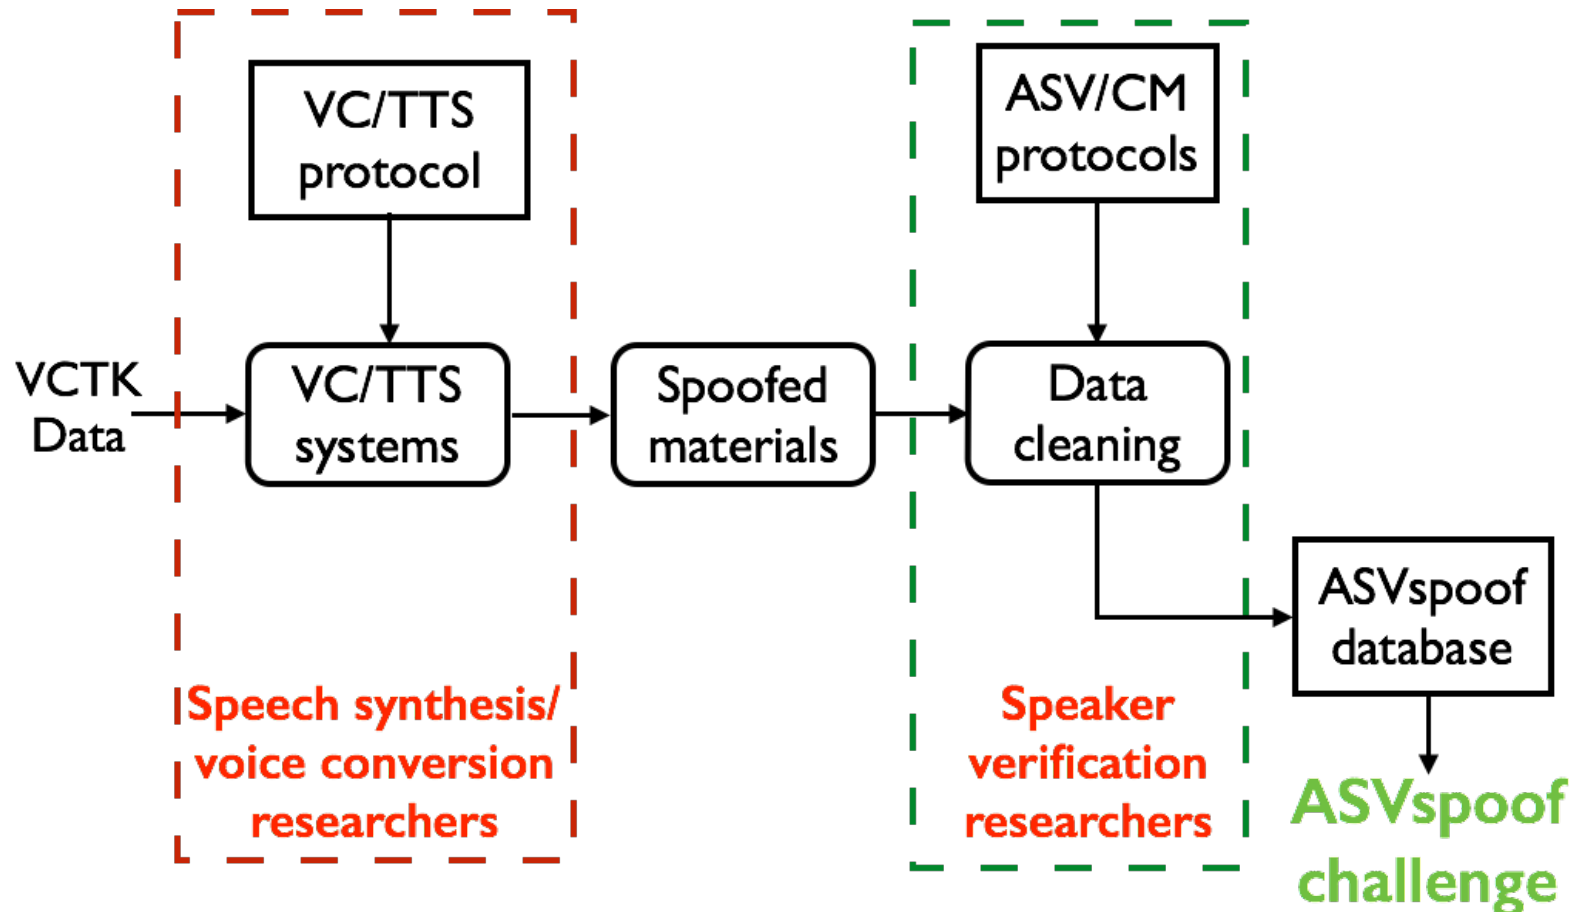 VC/TTS
protocol
ASV/CM
protocols
VCTK
Data
VC/TTS
systems
Spoofed
materials
Data
cleaning
ASVspoof
database
Speech synthesis/
voice conversion
researchers
Speaker
verification
researchers
ASVspoof
challenge